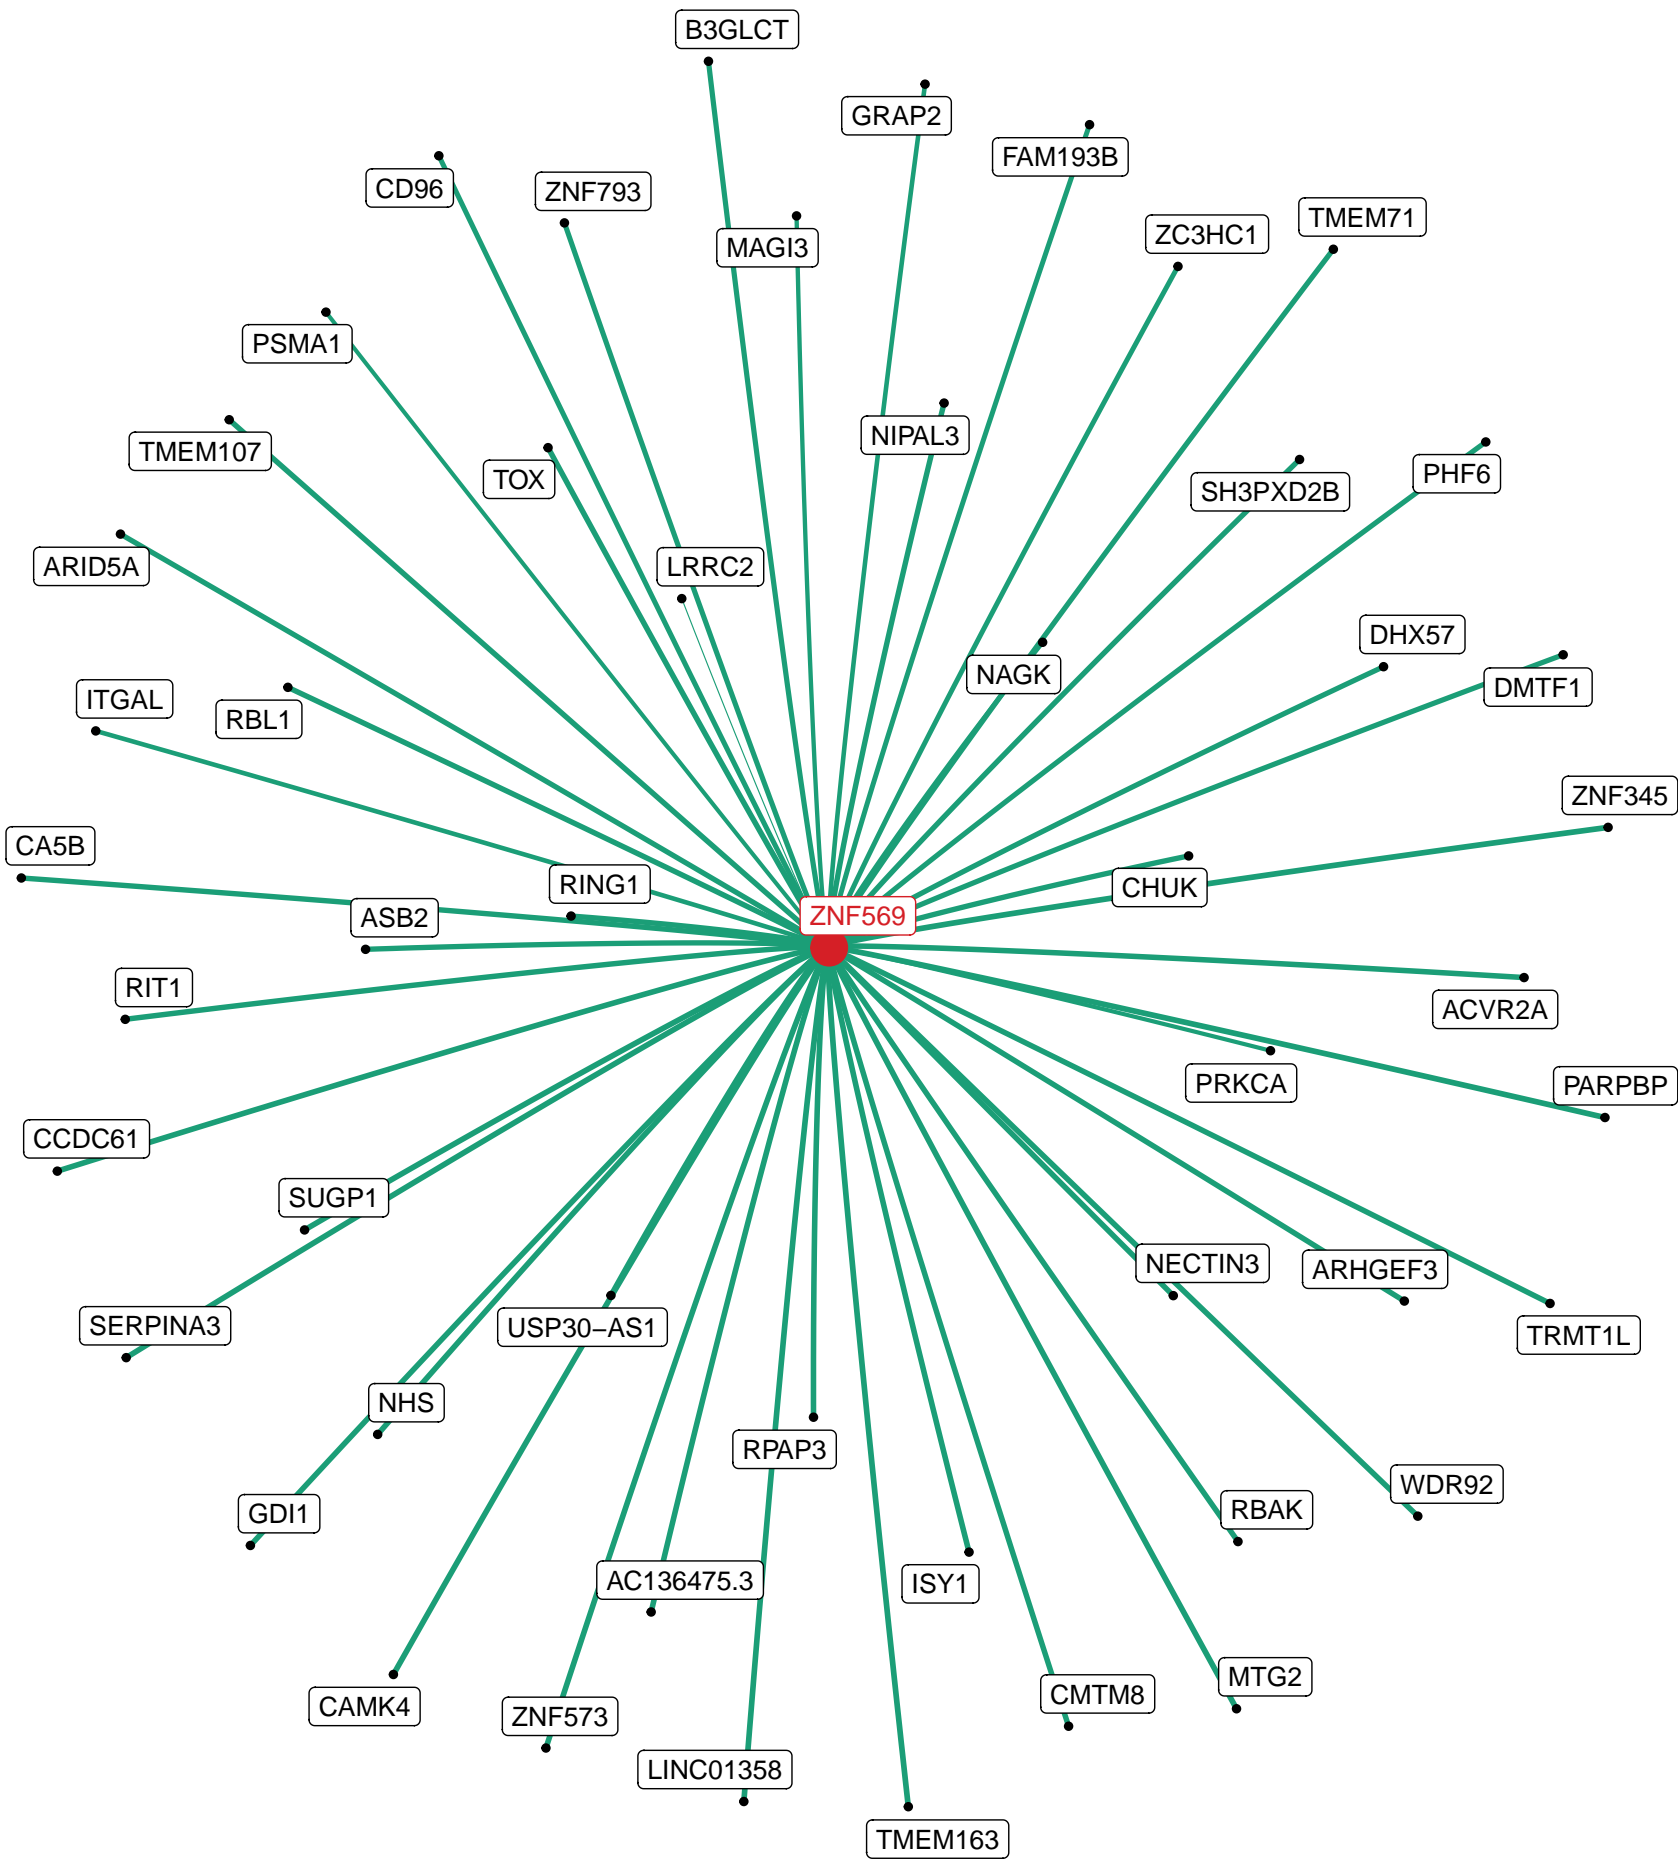 B3GLCT
GRAP2
FAM193B
CD96
ZNF793
TMEM71
ZC3HC1
MAGI3
PSMA1
NIPAL3
TMEM107
PHF6
TOX
SH3PXD2B
ARID5A
LRRC2
DHX57
NAGK
DMTF1
ITGAL
RBL1
ZNF345
CA5B
RING1
CHUK
ZNF569
ASB2
RIT1
ACVR2A
PRKCA
PARPBP
CCDC61
SUGP1
NECTIN3
ARHGEF3
SERPINA3
USP30–AS1
TRMT1L
NHS
RPAP3
WDR92
GDI1
RBAK
AC136475.3
ISY1
MTG2
CMTM8
CAMK4
ZNF573
LINC01358
TMEM163